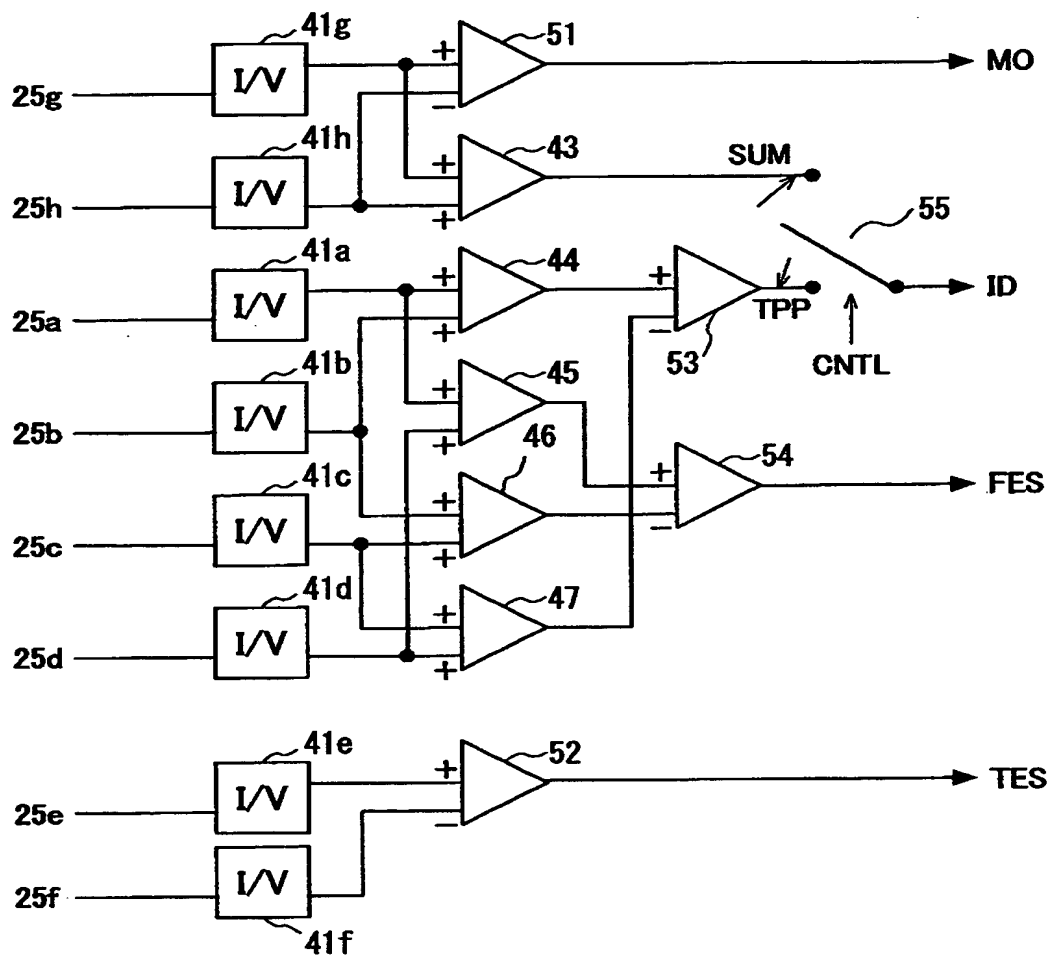 41g
51
25g
I/V
+
−
MO
41h
43
SUM
25h
I/V
+
+
55
41a
44
25a
I/V
+
+
+
−
53
TPP
ID
CNTL
41b
45
25b
I/V
+
+
41c
46
54
25c
I/V
+
+
+
−
FES
41d
47
25d
I/V
+
+
41e
52
25e
I/V
+
−
TES
25f
I/V
41f